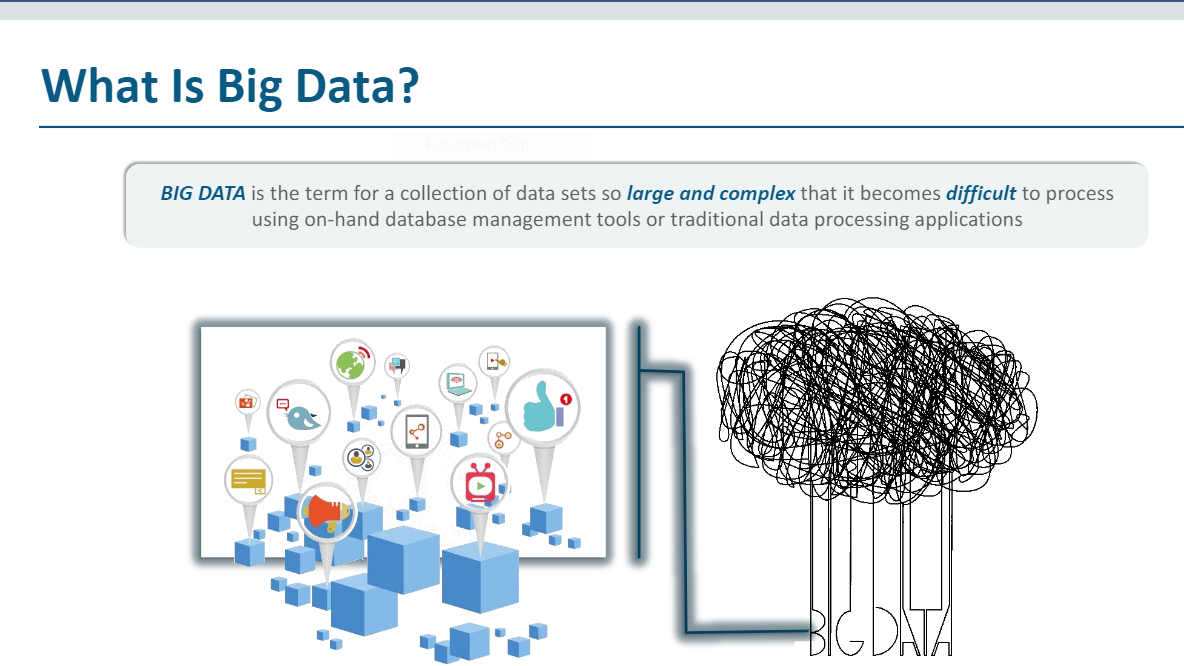 What Is Big Data?
Full-screen Snip
BIG DATA is the term for a collection of data sets so large and complex that it becomes difficult to process
using on-hand database management tools or traditional data processing applications
1
BIG DATA